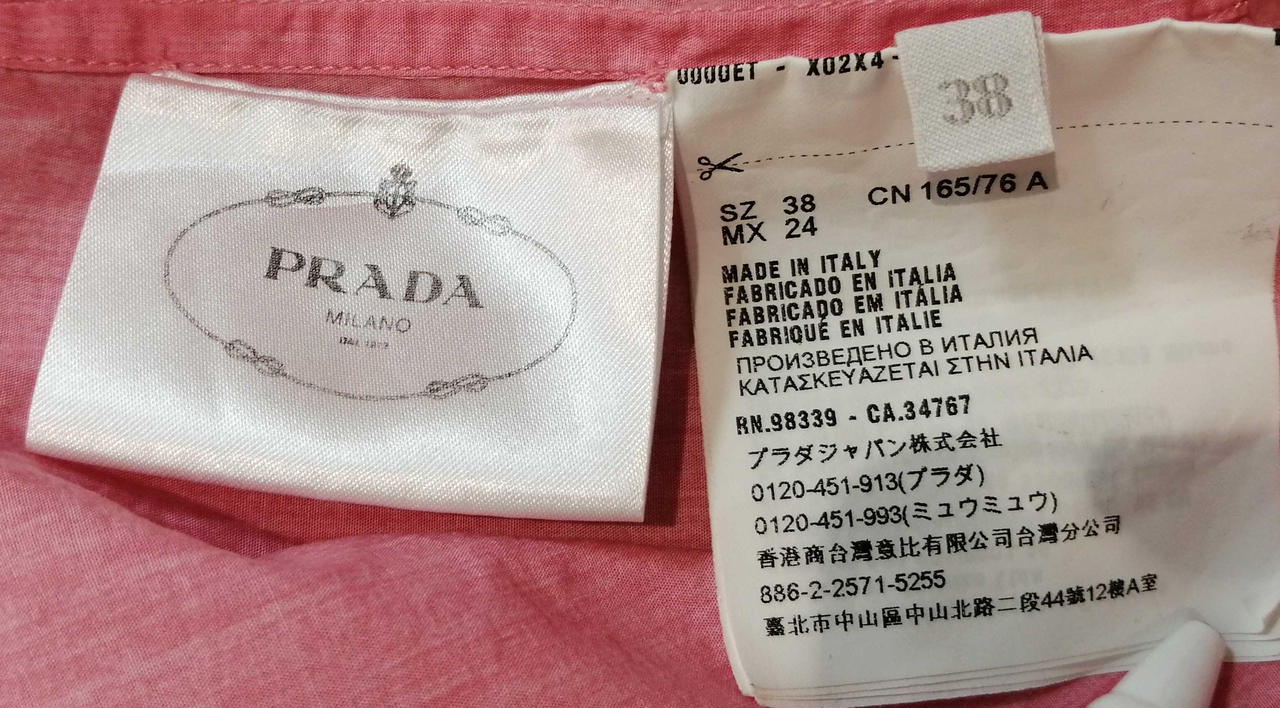 PRADA
MILANO
DAL 1913
0000ET - X02X4-
38
SZ 38 CN 165/76 A
MX 24
MADE IN ITALY
FABRICADO EN ITALIA
FABRICADO EM ITÁLIA
FABRIQUÉ EN ITALIE
ПРОИЗВЕДЕНО В ИТАЛИЯ
ΚΑΤΑΣΚΕΥΑΖΕΤΑΙ ΣΤΗΝ ΙΤΑΛΙΑ
RN.98339 - CA.34767
プラダジャパン株式会社
0120-451-913(プラダ)
0120-451-993(ミュウミュウ)
香港商台灣意比有限公司台灣分公司
886-2-2571-5255
臺北市中山區中山北路二段44號12樓A室